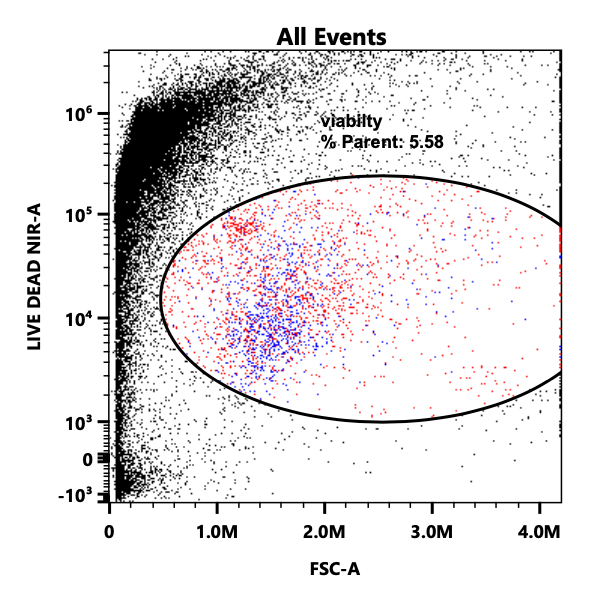 All Events
viabilty
% Parent: 5.58
LIVE DEAD NIR-A
10⁶
10⁵
10⁴
10³
0
-10³
0
1.0M
2.0M
3.0M
4.0M
FSC-A